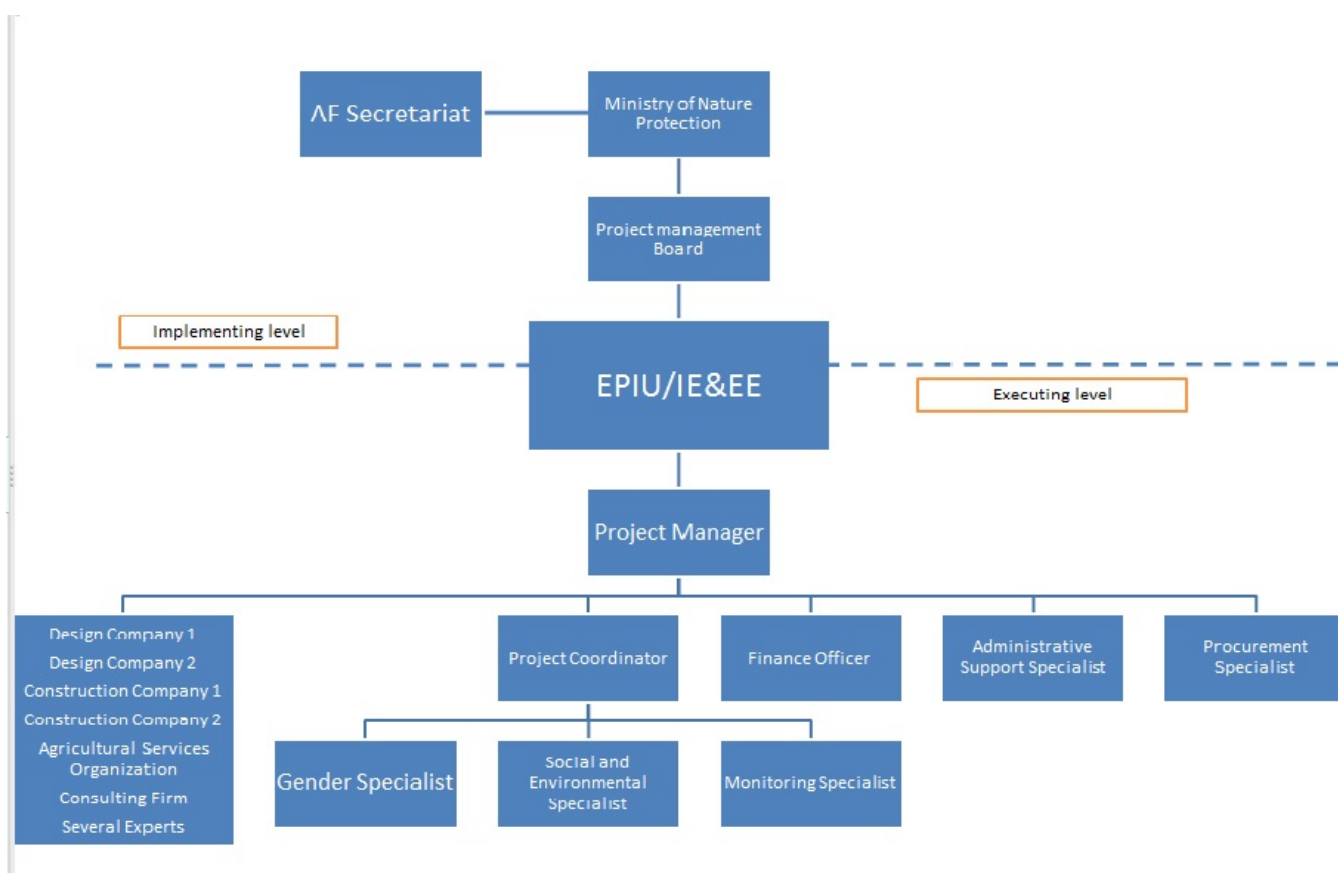 AF Secretariat
Ministry of Nature
Protection
Project management
Board
Implementing level
EPIU/IE&EE
Executing level
Project Manager
Design Company 1
Design Company 2
Construction Company 1
Construction Company 2
Agricultural Services
Organization
Consulting Firm
Several Experts
Project Coordinator
Finance Officer
Administrative
Support Specialist
Procurement
Specialist
Gender Specialist
Social and
Environmental
Specialist
Monitoring Specialist